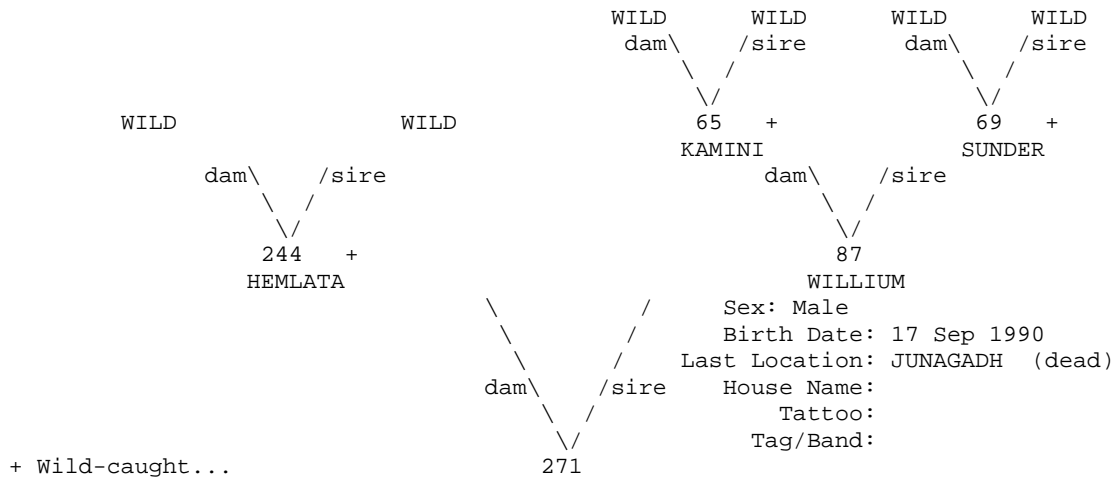 WILD WILD WILD WILD
dam\ /sire dam\ /sire
\ / \ /
\/ \/
WILD WILD 65 + 69 +
KAMINI SUNDER
dam\ /sire dam\ /sire
\ / \ /
\/ \/
244 + 87
HEMLATA WILLIUM
\ / Sex: Male
\ / Birth Date: 17 Sep 1990
\ / Last Location: JUNAGADH (dead)
dam\ /sire House Name:
\ / Tattoo:
\/ Tag/Band:
+ Wild-caught... 271